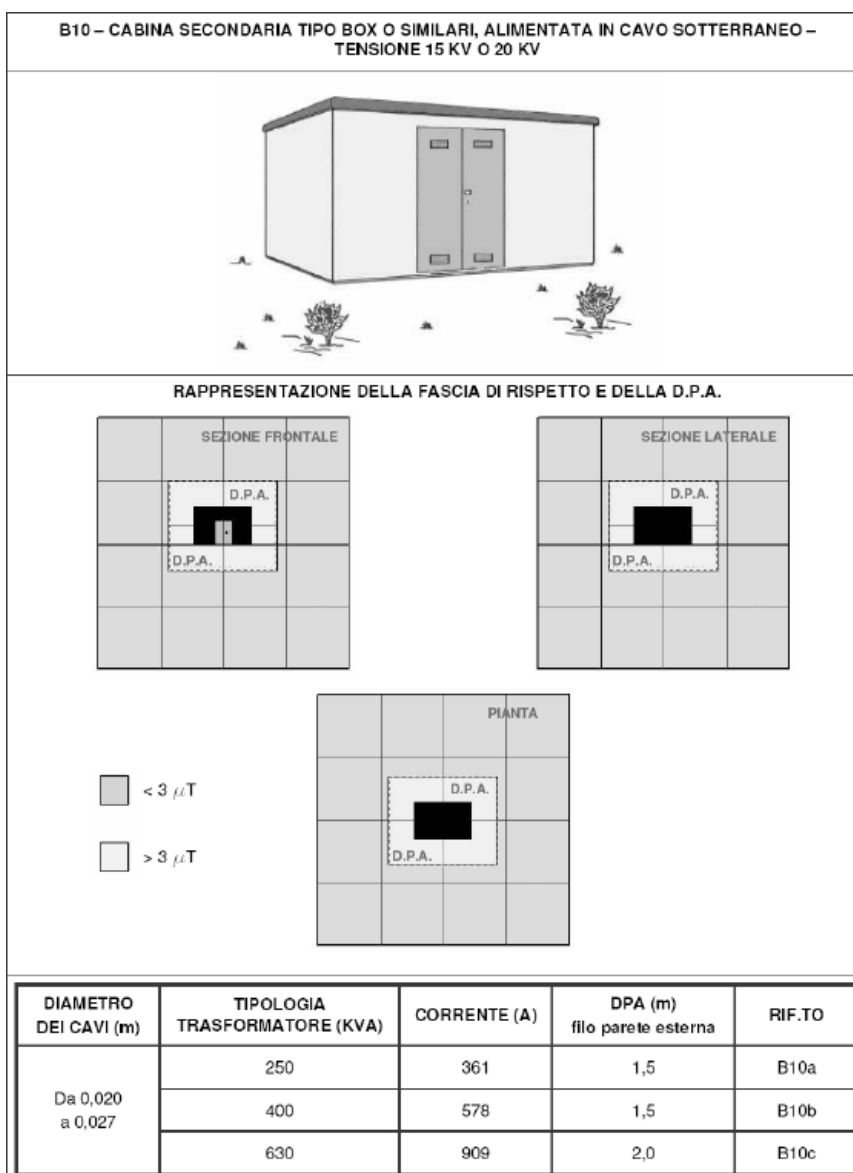 B10 – CABINA SECONDARIA TIPO BOX O SIMILARI, ALIMENTATA IN CAVO SOTTERRANEO –
TENSIONE 15 KV O 20 KV
RAPPRESENTAZIONE DELLA FASCIA DI RISPETTO E DELLA D.P.A.
SEZIONE FRONTALE
D.P.A.
D.P.A.
SEZIONE LATERALE
D.P.A.
D.P.A.
PIANTA
D.P.A.
D.P.A.
< 3 μT
> 3 μT
DIAMETRO DEI CAVI (m) TIPOLOGIA TRASFORMATORE (KVA) CORRENTE (A) DPA (m) filo parete esterna RIF.TO
Da 0,020 a 0,027
250 361 1,5 B10a
400 578 1,5 B10b
630 909 2,0 B10c